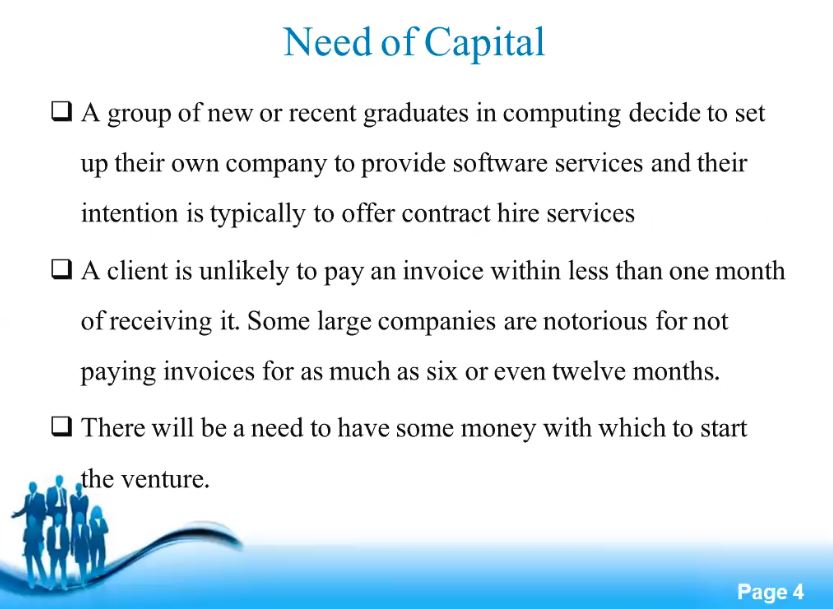 Need of Capital
❑ A group of new or recent graduates in computing decide to set
up their own company to provide software services and their
intention is typically to offer contract hire services
❑ A client is unlikely to pay an invoice within less than one month
of receiving it. Some large companies are notorious for not
paying invoices for as much as six or even twelve months.
❑ There will be a need to have some money with which to start
the venture.
Page 4